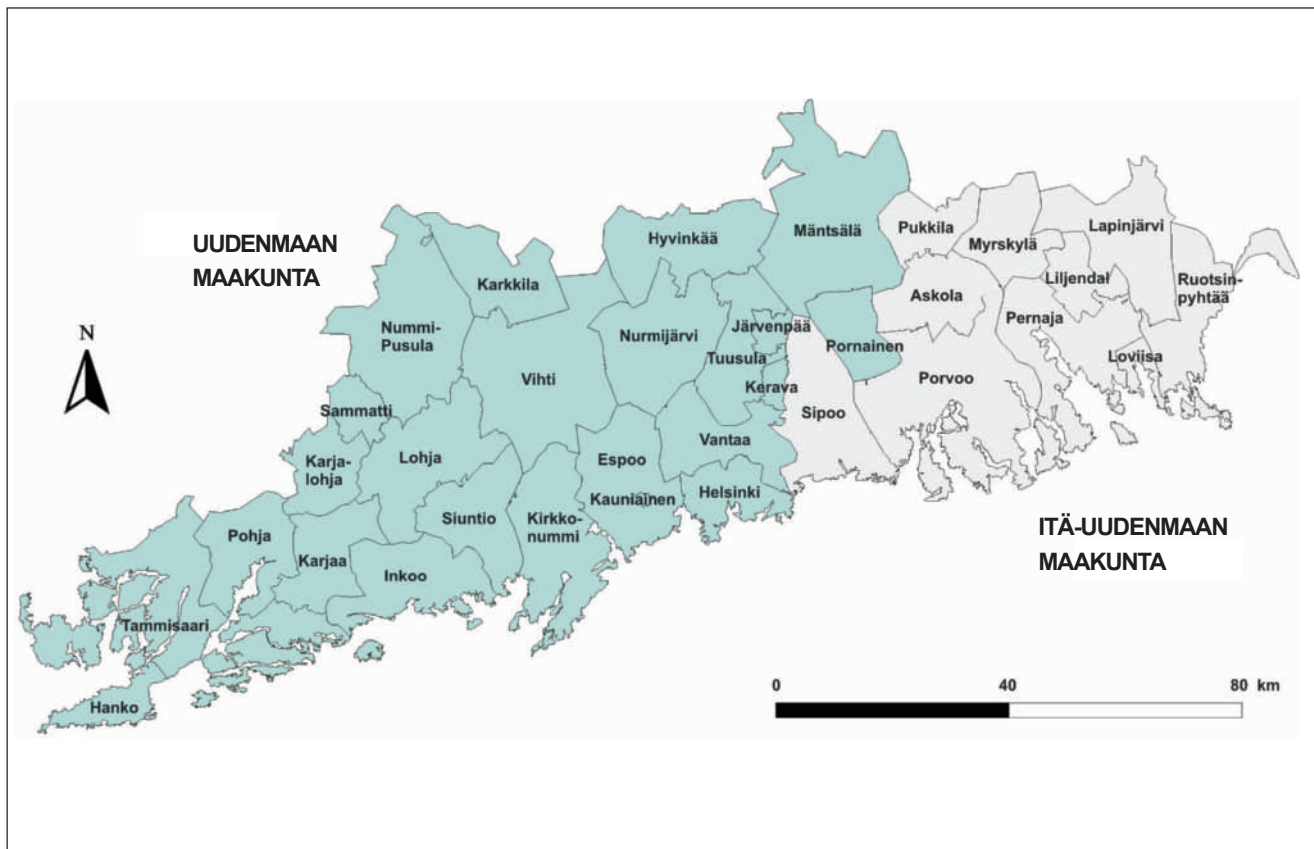 UUDENMAAN
MAAKUNTA
N
Mäntsälä
Hyvinkää
Pukkila
Myrskylä
Lapinjärvi
Karkkila
Askola
Liljendal
Ruotsin-
pyhtää
Nummi-
Pusula
Nurmijärvi
Järvenpää
Pernaja
Pornainen
Tuusula
Loviisa
Vihti
Kerava
Porvoo
Sammatti
Sipoo
Vantaa
Karja-
lohja
Lohja
Espoo
Kauniainen
Helsinki
Siuntio
Kirkko-
nummi
Pohja
Karjaa
Inkoo
Tammisaari
Hanko
ITÄ-UUDENMAAN
MAAKUNTA
0 40 80 km